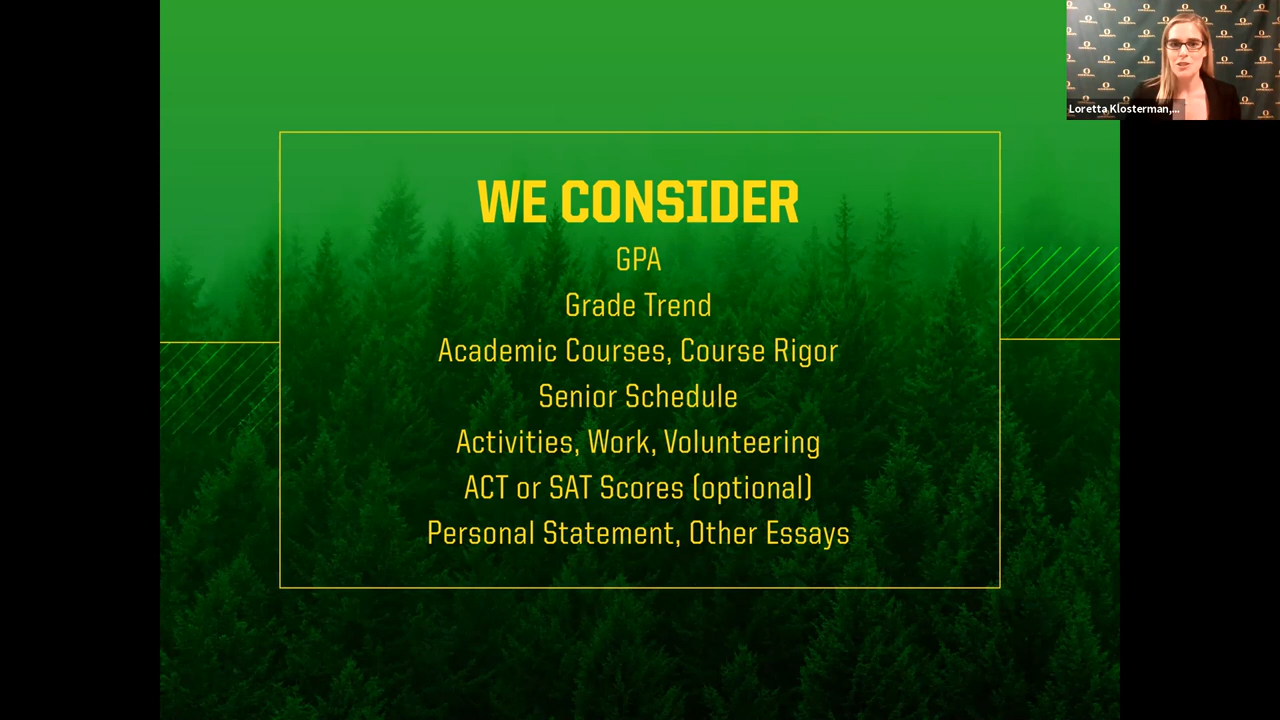 WE CONSIDER
GPA
Grade Trend
Academic Courses, Course Rigor
Senior Schedule
Activities, Work, Volunteering
ACT or SAT Scores (optional)
Personal Statement, Other Essays
Loretta Klosterman,...